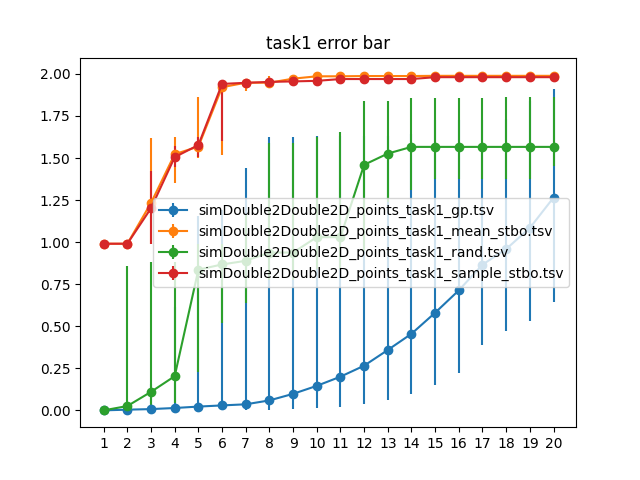 task1 error bar
2.00
1.75
1.50
1.25
1.00
0.75
0.50
0.25
0.00
simDouble2Double2D_points_task1_gp.tsv
simDouble2Double2D_points_task1_mean_stbo.tsv
simDouble2Double2D_points_task1_rand.tsv
simDouble2Double2D_points_task1_sample_stbo.tsv
1 2 3 4 5 6 7 8 9 10 11 12 13 14 15 16 17 18 19 20